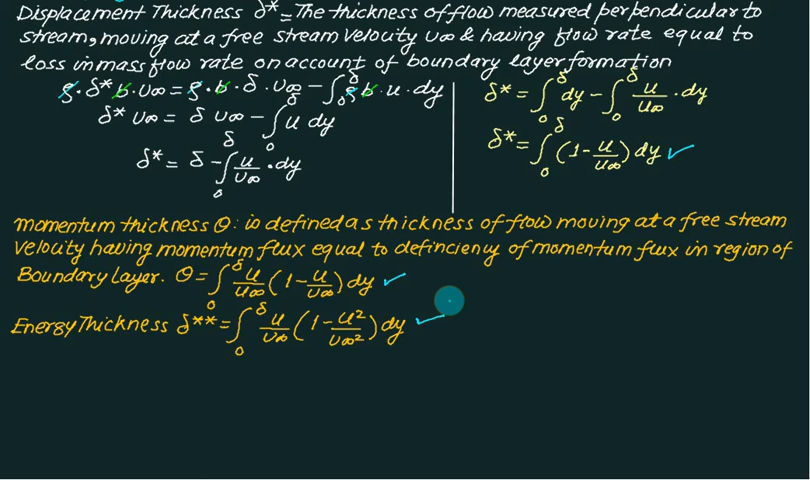 Displacement Thickness δ* = The thickness of flow measured perpendicular to
stream, moving at a free stream velocity U∞ & having flow rate equal to
loss in mass flow rate on account of boundary layer formation
ρ·δ* b·U∞ = ρ·b·δ·U∞ − ∫₀^δ ρ b·u·dy
δ* U∞ = δ U∞ − ∫₀^δ u dy
δ* = δ − ∫₀^δ u/U∞ · dy
δ* = ∫₀^δ dy − ∫₀^δ u/U∞ · dy
δ* = ∫₀^δ (1 − u/U∞) dy ✓
Momentum thickness θ: is defined as thickness of flow moving at a free stream
velocity having momentum flux equal to definciency of momentum flux in region of
Boundary Layer. θ = ∫₀^δ u/U∞ (1 − u/U∞) dy ✓
Energy Thickness δ** = ∫₀^δ u/U∞ (1 − u²/U∞²) dy ✓